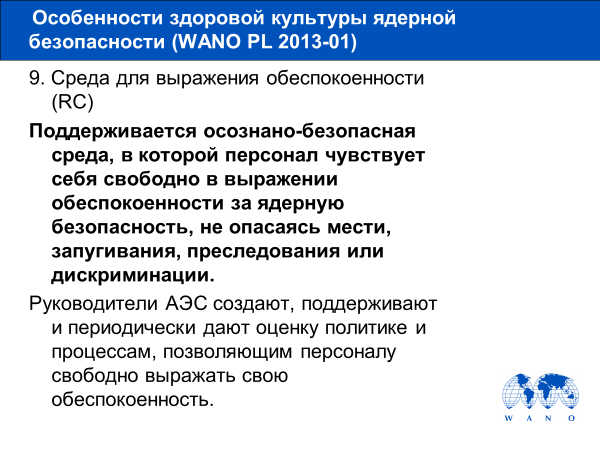 Особенности здоровой культуры ядерной
безопасности (WANO PL 2013-01)
9. Среда для выражения обеспокоенности
(RC)
Поддерживается осознано-безопасная
среда, в которой персонал чувствует
себя свободно в выражении
обеспокоенности за ядерную
безопасность, не опасаясь мести,
запугивания, преследования или
дискриминации.
Руководители АЭС создают, поддерживают
и периодически дают оценку политике и
процессам, позволяющим персоналу
свободно выражать свою
обеспокоенность.
W A N O